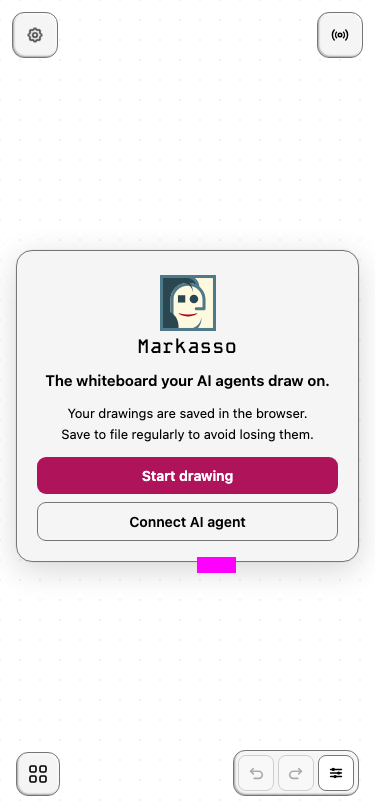 Markasso
The whiteboard your AI agents draw on.
Your drawings are saved in the browser.
Save to file regularly to avoid losing them.
Start drawing
Connect AI agent